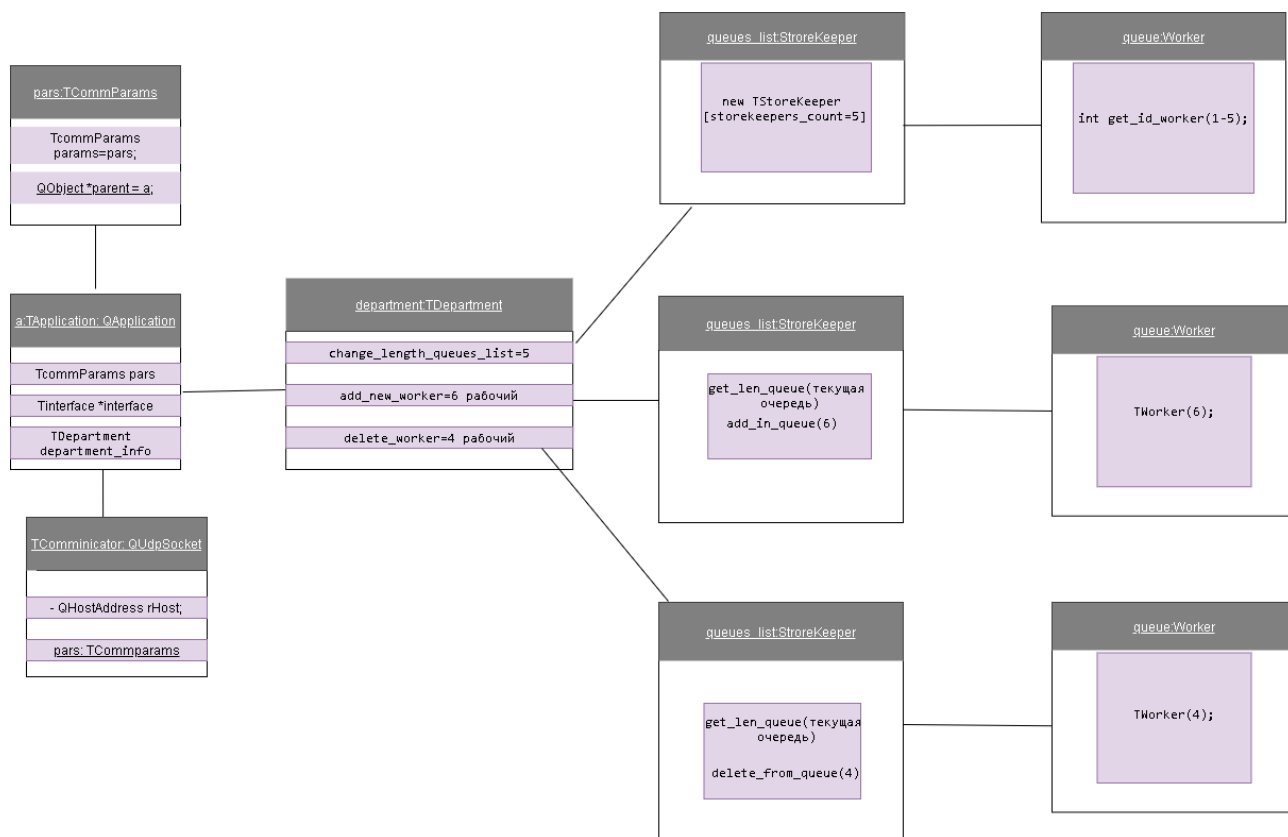 pars:TCommParams
TcommParams
params=pars;
QObject *parent = a;
a:TApplication: QApplication
TcommParams pars
Tinterface *interface
TDepartment
department_info
TComminicator: QUdpSocket
- QHostAddress rHost;
pars: TCommparams
department:TDepartment
change_length_queues_list=5
add_new_worker=6 рабочий
delete_worker=4 рабочий
queues_list:StroreKeeper
new TStoreKeeper
[storekeepers_count=5]
queue:Worker
int get_id_worker(1-5);
queues_list:StroreKeeper
get_len_queue(текущая
очередь)
add_in_queue(6)
queue:Worker
TWorker(6);
queues_list:StroreKeeper
get_len_queue(текущая
очередь)
delete_from_queue(4)
queue:Worker
TWorker(4);